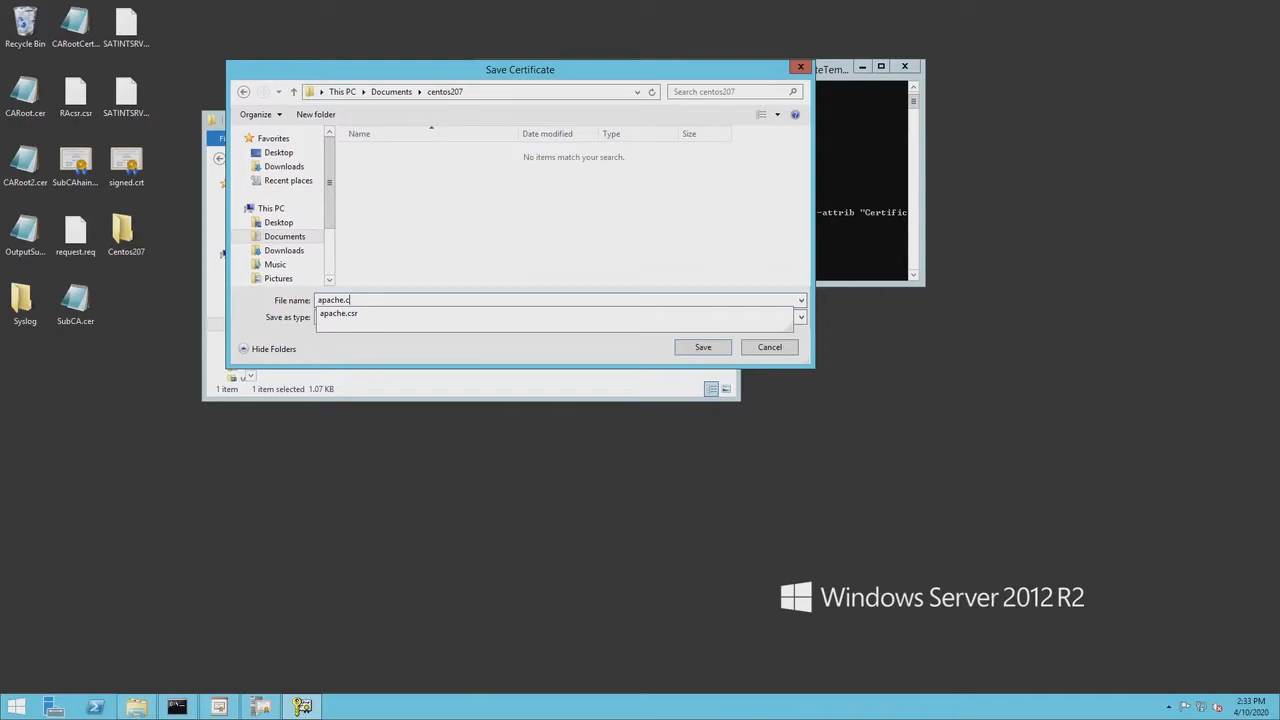 Recycle Bin
CARootCert...
SATINTSRV...
CARoot.cer
RAcsr.csr
SATINTSRV...
CARoot2.cer
SubCAhain...
signed.crt
OutputSu...
request.req
Centos207
Syslog
SubCA.cer
Save Certificate
teTem...
This PC
Documents
centos207
Search centos207
Organize
New folder
Name
Date modified
Type
Size
No items match your search.
Favorites
Desktop
Downloads
Recent places
This PC
Desktop
Documents
Downloads
Music
Pictures
-attrib "Certific
File name:
apache.c
apache.csr
Save as type:
Hide Folders
Save
Cancel
1 item
1 item selected 1.07 KB
Windows Server 2012 R2
2:33 PM
4/10/2020